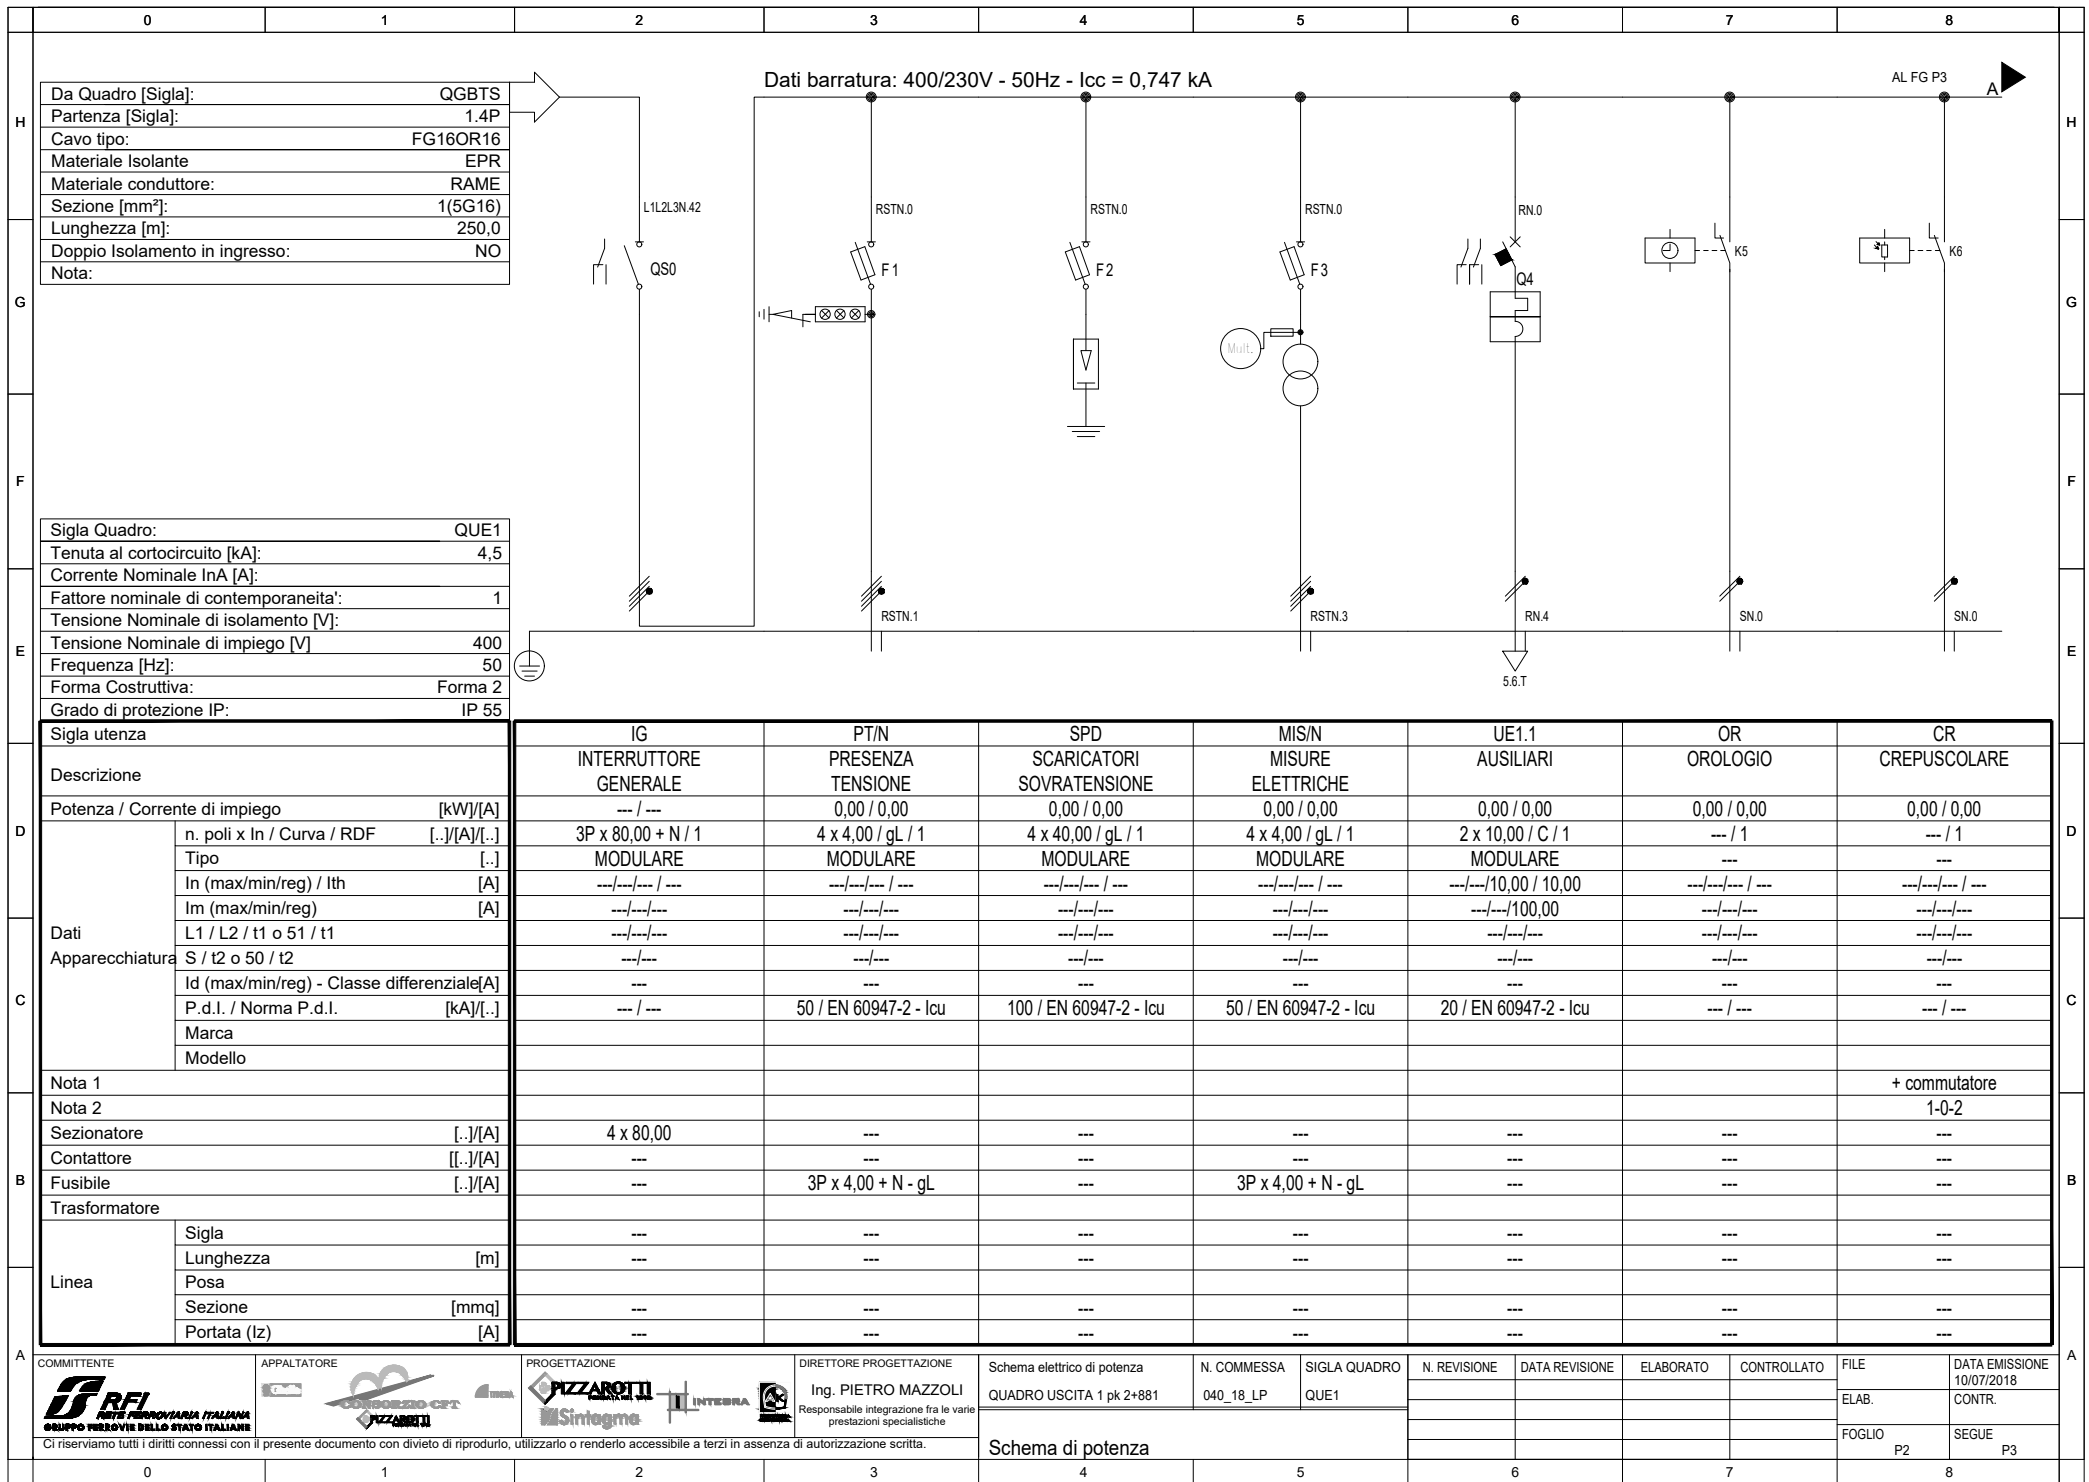 0 1 2 3 4 5 6 7 8
H H
G G
F F
E E
D D
C C
B B
A A
Da Quadro [Sigla]: QGBTS
Partenza [Sigla]: 1.4P
Cavo tipo: FG16OR16
Materiale Isolante EPR
Materiale conduttore: RAME
Sezione [mm²]: 1(5G16)
Lunghezza [m]: 250,0
Doppio Isolamento in ingresso: NO
Nota:
Dati barratura: 400/230V - 50Hz - Icc = 0,747 kA
AL FG P3
A
L1L2L3N.42 RSTN.0 RSTN.0 RSTN.0 RN.0
QS0 F1 F2 F3 Q4 K5 K6
Mult.
RSTN.1 RSTN.3 RN.4 SN.0 SN.0
5.6.T
Sigla Quadro: QUE1
Tenuta al cortocircuito [kA]: 4,5
Corrente Nominale InA [A]:
Fattore nominale di contemporaneita': 1
Tensione Nominale di isolamento [V]:
Tensione Nominale di impiego [V] 400
Frequenza [Hz]: 50
Forma Costruttiva: Forma 2
Grado di protezione IP: IP 55
Sigla utenza IG PT/N SPD MIS/N UE1.1 OR CR
Descrizione INTERRUTTORE GENERALE PRESENZA TENSIONE SCARICATORI SOVRATENSIONE MISURE ELETTRICHE AUSILIARI OROLOGIO CREPUSCOLARE
Potenza / Corrente di impiego [kW]/[A] --- / --- 0,00 / 0,00 0,00 / 0,00 0,00 / 0,00 0,00 / 0,00 0,00 / 0,00 0,00 / 0,00
Dati Apparecchiatura
n. poli x In / Curva / RDF [..]/[A]/[..] 3P x 80,00 + N / 1 4 x 4,00 / gL / 1 4 x 40,00 / gL / 1 4 x 4,00 / gL / 1 2 x 10,00 / C / 1 --- / 1 --- / 1
Tipo [..] MODULARE MODULARE MODULARE MODULARE MODULARE --- ---
In (max/min/reg) / Ith [A] ---/---/--- / --- ---/---/--- / --- ---/---/--- / --- ---/---/--- / --- ---/---/10,00 / 10,00 ---/---/--- / --- ---/---/--- / ---
Im (max/min/reg) [A] ---/---/--- ---/---/--- ---/---/--- ---/---/--- ---/---/100,00 ---/---/--- ---/---/---
L1 / L2 / t1 o 51 / t1 ---/---/--- ---/---/--- ---/---/--- ---/---/--- ---/---/--- ---/---/--- ---/---/---
S / t2 o 50 / t2 ---/--- ---/--- ---/--- ---/--- ---/--- ---/--- ---/---
Id (max/min/reg) - Classe differenziale[A] --- --- --- --- --- --- ---
P.d.I. / Norma P.d.I. [kA]/[..] --- / --- 50 / EN 60947-2 - Icu 100 / EN 60947-2 - Icu 50 / EN 60947-2 - Icu 20 / EN 60947-2 - Icu --- / --- --- / ---
Marca
Modello
Nota 1 + commutatore
Nota 2 1-0-2
Sezionatore [..]/[A] 4 x 80,00 --- --- --- --- --- ---
Contattore [[..]/[A] --- --- --- --- --- --- ---
Fusibile [..]/[A] --- 3P x 4,00 + N - gL --- 3P x 4,00 + N - gL --- --- ---
Trasformatore
Linea
Sigla --- --- --- --- --- --- ---
Lunghezza [m] --- --- --- --- --- --- ---
Posa
Sezione [mmq] --- --- --- --- --- --- ---
Portata (Iz) [A] --- --- --- --- --- --- ---
COMMITTENTE
RFI
RETE FERROVIARIA ITALIANA
GRUPPO FERROVIE DELLO STATO ITALIANE
APPALTATORE
CONSORZIO CFT
PIZZAROTTI
PROGETTAZIONE
PIZZAROTTI
FONDATA NEL 1910
Sintagma
INTEGRA
DIRETTORE PROGETTAZIONE
Ing. PIETRO MAZZOLI
Responsabile integrazione fra le varie
prestazioni specialistiche
Ci riserviamo tutti i diritti connessi con il presente documento con divieto di riprodurlo, utilizzarlo o renderlo accessibile a terzi in assenza di autorizzazione scritta.
Schema elettrico di potenza
QUADRO USCITA 1 pk 2+881
Schema di potenza
N. COMMESSA
040_18_LP
SIGLA QUADRO
QUE1
N. REVISIONE DATA REVISIONE ELABORATO CONTROLLATO
FILE
DATA EMISSIONE
10/07/2018
ELAB. CONTR.
FOGLIO
P2
SEGUE
P3
0 1 2 3 4 5 6 7 8